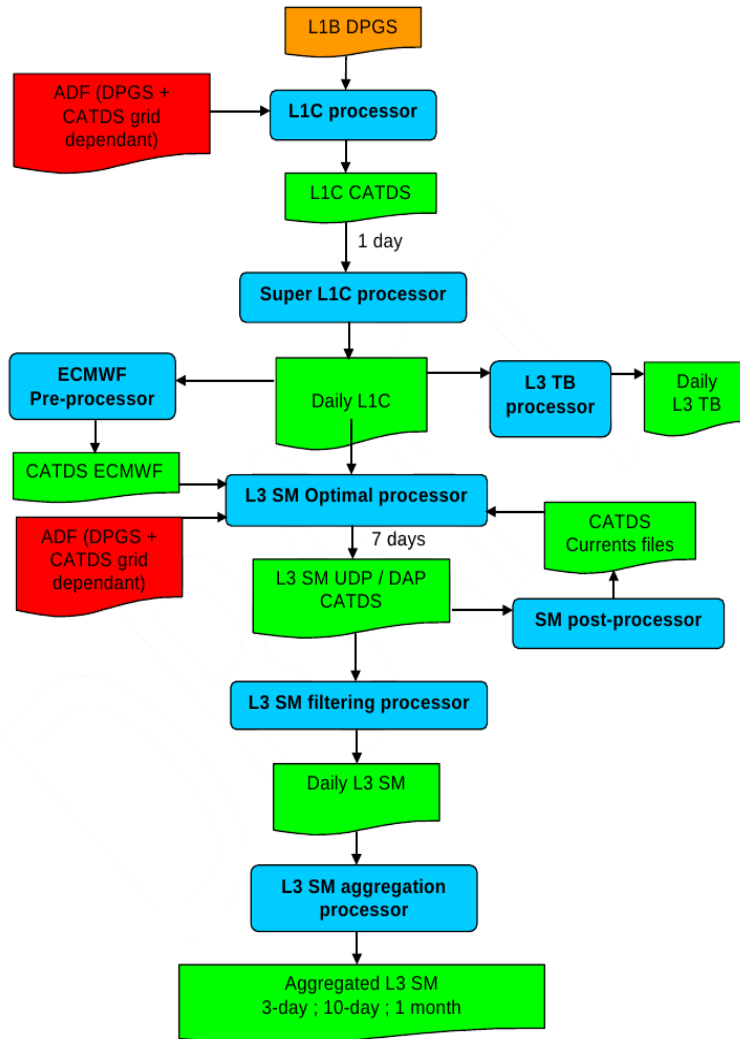 L1B DPGS
ADF (DPGS +
CATDS grid
dependant)
L1C processor
L1C CATDS
1 day
Super L1C processor
ECMWF
Pre-processor
Daily L1C
L3 TB
processor
Daily
L3 TB
CATDS ECMWF
L3 SM Optimal processor
CATDS
Currents files
ADF (DPGS +
CATDS grid
dependant)
7 days
L3 SM UDP / DAP
CATDS
SM post-processor
L3 SM filtering processor
Daily L3 SM
L3 SM aggregation
processor
Aggregated L3 SM
3-day ; 10-day ; 1 month